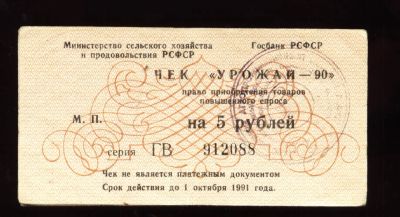 Министерство сельского хозяйства Госбанк РСФСР
и продовольствия РСФСР
ЧЕК «УРОЖАЙ — 90»
право приобретения товаров
повышенного спроса
М. П. на 5 рублей
серия ГВ 912088
Чек не является платежным документом
Срок действия до 1 октября 1991 года.